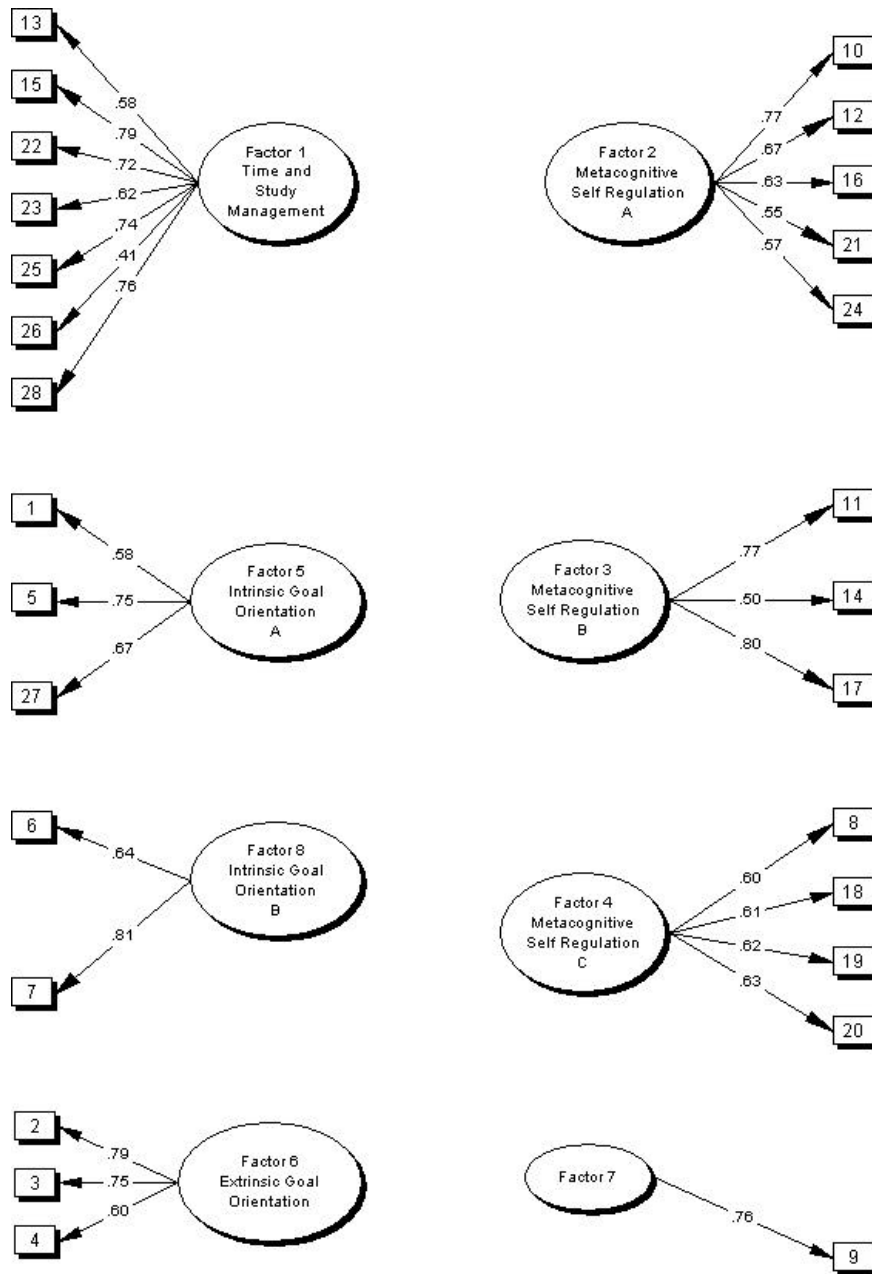 13
15
22
23
25
26
28
.58
.79
.72
.62
.74
.41
.76
Factor 1
Time and
Study
Management
Factor 2
Metacognitive
Self Regulation
A
.77
.67
.63
.55
.57
10
12
16
21
24
1
5
27
.58
.75
.67
Factor 5
Intrinsic Goal
Orientation
A
Factor 3
Metacognitive
Self Regulation
B
.77
.50
.80
11
14
17
6
7
.64
.81
Factor 8
Intrinsic Goal
Orientation
B
Factor 4
Metacognitive
Self Regulation
C
.60
.61
.62
.63
8
18
19
20
2
3
4
.79
.75
.60
Factor 6
Extrinsic Goal
Orientation
Factor 7
.76
9